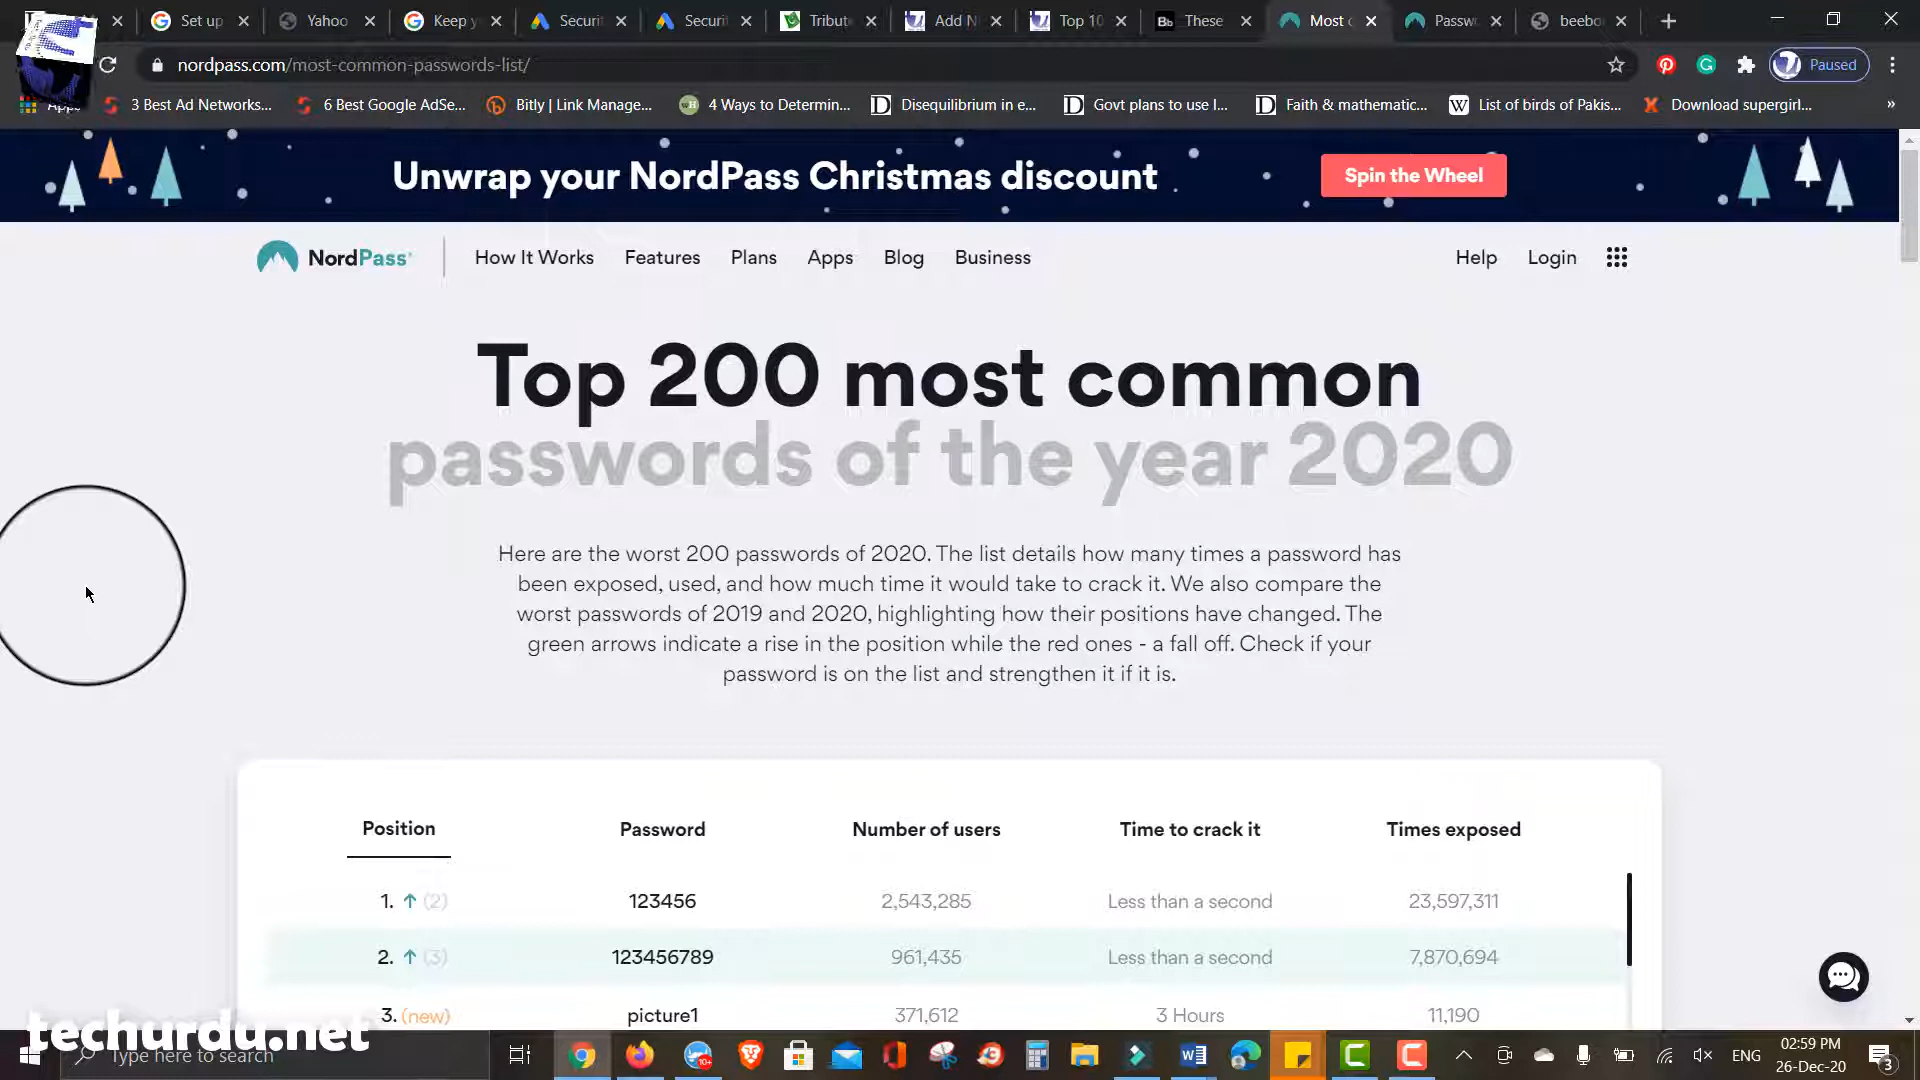 Set up
Yahoo
Keep y
Securit
Securit
Tribut
Add N
Top 10
These
Most c
Passw
beebo
nordpass.com/most-common-passwords-list/
Paused
Apps
3 Best Ad Networks...
6 Best Google AdSe...
Bitly | Link Manage...
4 Ways to Determin...
Disequilibrium in e...
Govt plans to use l...
Faith & mathematic...
List of birds of Pakis...
Download supergirl...
»
Unwrap your NordPass Christmas discount
Spin the Wheel
NordPass
How It Works
Features
Plans
Apps
Blog
Business
Help
Login
Top 200 most common
passwords of the year 2020
Here are the worst 200 passwords of 2020. The list details how many times a password has
been exposed, used, and how much time it would take to crack it. We also compare the
worst passwords of 2019 and 2020, highlighting how their positions have changed. The
green arrows indicate a rise in the position while the red ones - a fall off. Check if your
password is on the list and strengthen it if it is.
Position Password Number of users Time to crack it Times exposed
1. ↑ (2) 123456 2,543,285 Less than a second 23,597,311
2. ↑ (3) 123456789 961,435 Less than a second 7,870,694
3. (new) picture1 371,612 3 Hours 11,190
techurdu.net
Type here to search
10+
ENG
02:59 PM
26-Dec-20
3